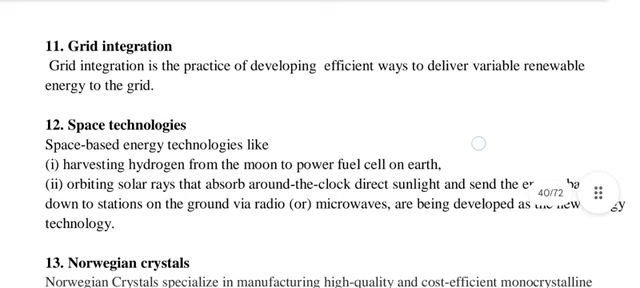 11. Grid integration
Grid integration is the practice of developing efficient ways to deliver variable renewable
energy to the grid.
12. Space technologies
Space-based energy technologies like
(i) harvesting hydrogen from the moon to power fuel cell on earth,
(ii) orbiting solar rays that absorb around-the-clock direct sunlight and send the
40/72
down to stations on the ground via radio (or) microwaves, are being developed as
technology.
13. Norwegian crystals
Norwegian Crystals specialize in manufacturing high-quality and cost-efficient monocrystalline